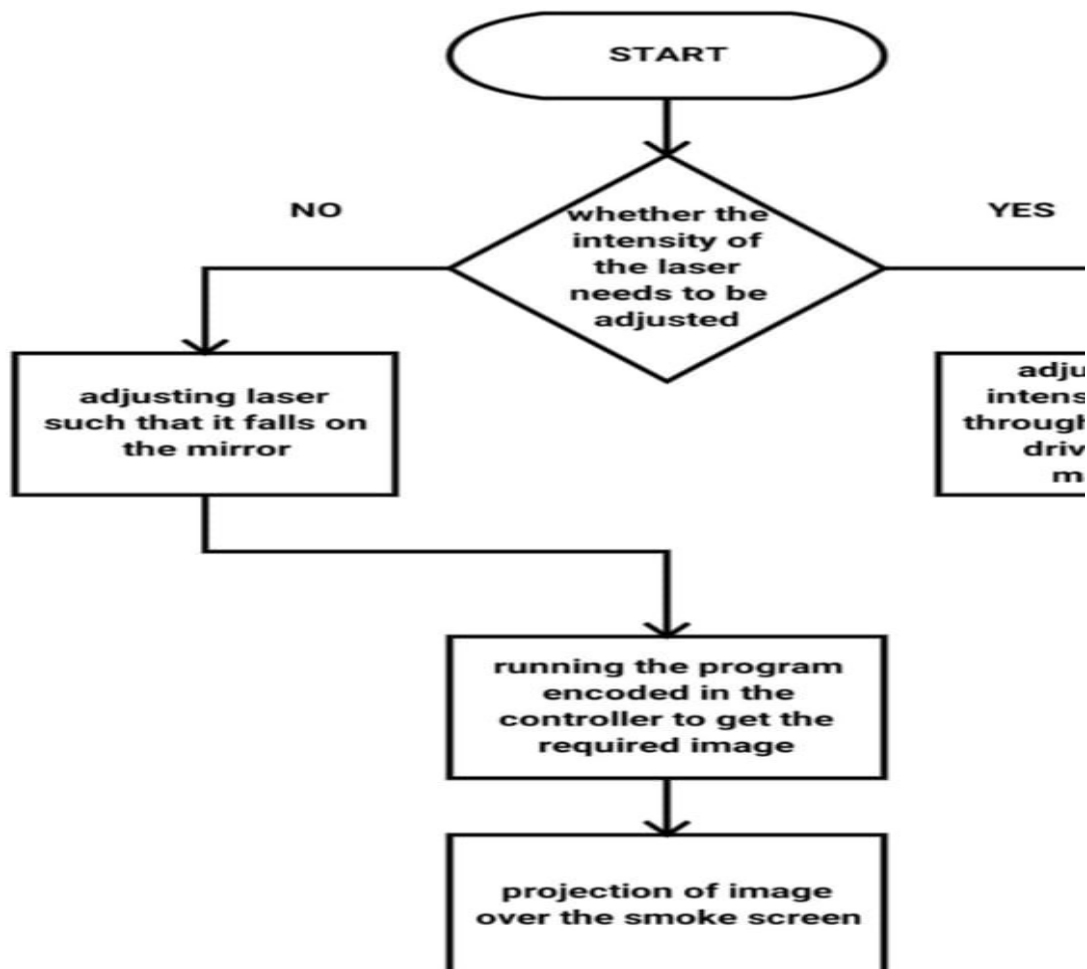 START
NO
YES
whether the
intensity of
the laser
needs to be
adjusted
adjusting laser
such that it falls on
the mirror
through
running the program
encoded in the
controller to get the
required image
projection of image
over the smoke screen